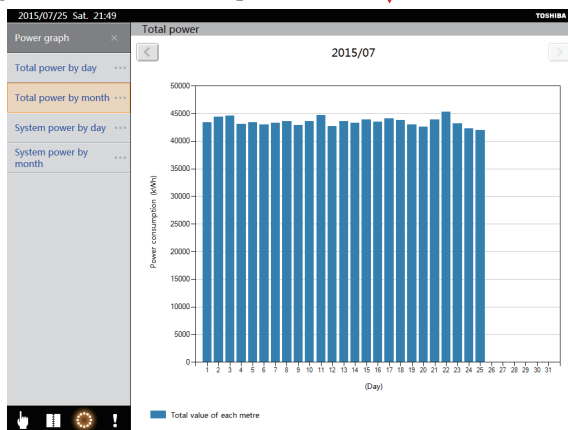 2015/07/25 Sat. 21:49
TOSHIBA
Power graph
Total power by day
Total power by month
System power by day
System power by
month
Total power
2015/07
50000
45000
40000
35000
30000
25000
20000
15000
10000
5000
0
Power consumption (kWh)
1 2 3 4 5 6 7 8 9 10 11 12 13 14 15 16 17 18 19 20 21 22 23 24 25 26 27 28 29 30 31
(Day)
Total value of each metre